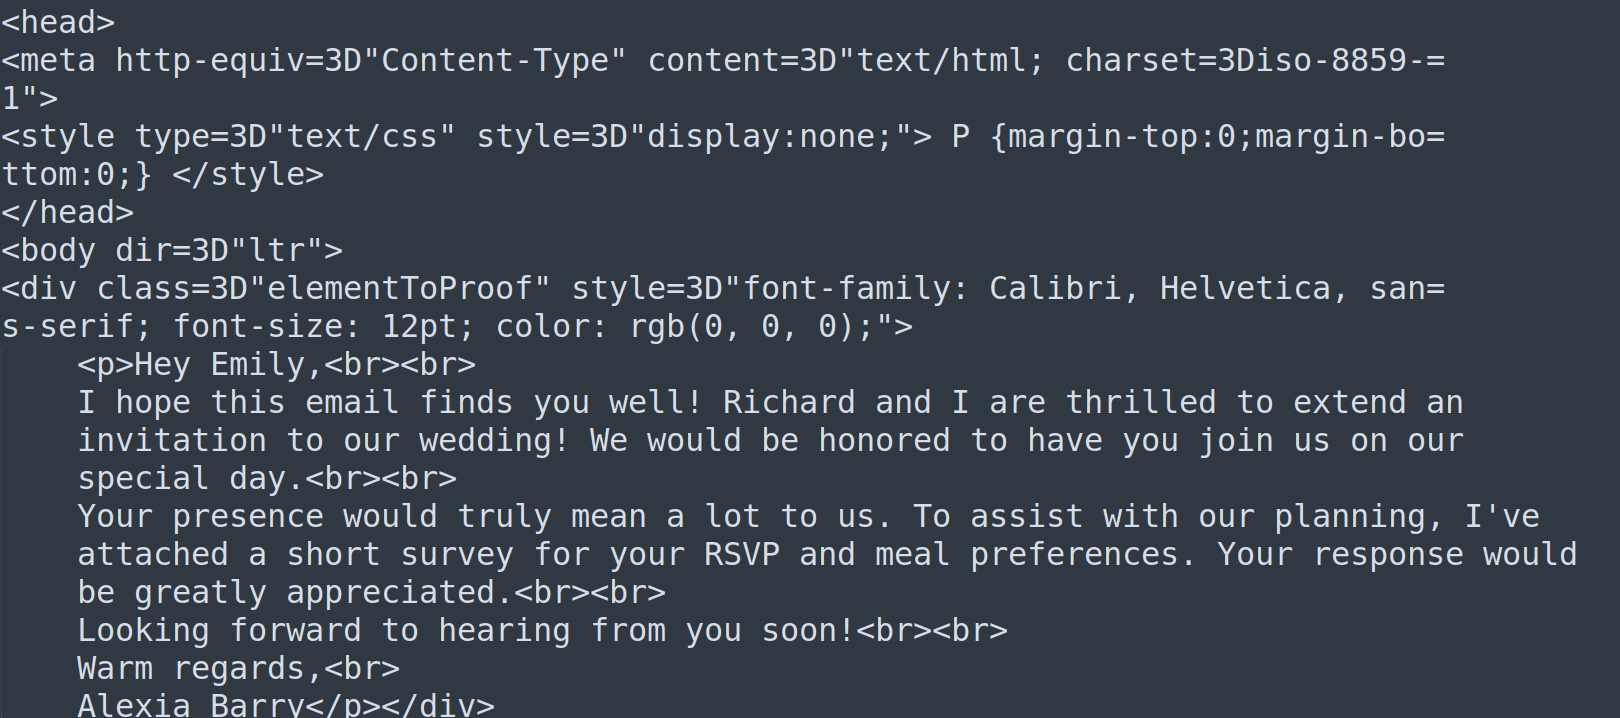 <head>
<meta http-equiv=3D"Content-Type" content=3D"text/html; charset=3Diso-8859-=
1">
<style type=3D"text/css" style=3D"display:none;"> P {margin-top:0;margin-bo=
ttom:0;} </style>
</head>
<body dir=3D"ltr">
<div class=3D"elementToProof" style=3D"font-family: Calibri, Helvetica, san=
s-serif; font-size: 12pt; color: rgb(0, 0, 0);">
    <p>Hey Emily,<br><br>
    I hope this email finds you well! Richard and I are thrilled to extend an
    invitation to our wedding! We would be honored to have you join us on our
    special day.<br><br>
    Your presence would truly mean a lot to us. To assist with our planning, I've
    attached a short survey for your RSVP and meal preferences. Your response would
    be greatly appreciated.<br><br>
    Looking forward to hearing from you soon!<br><br>
    Warm regards,<br>
    Alexia Barry</p></div>